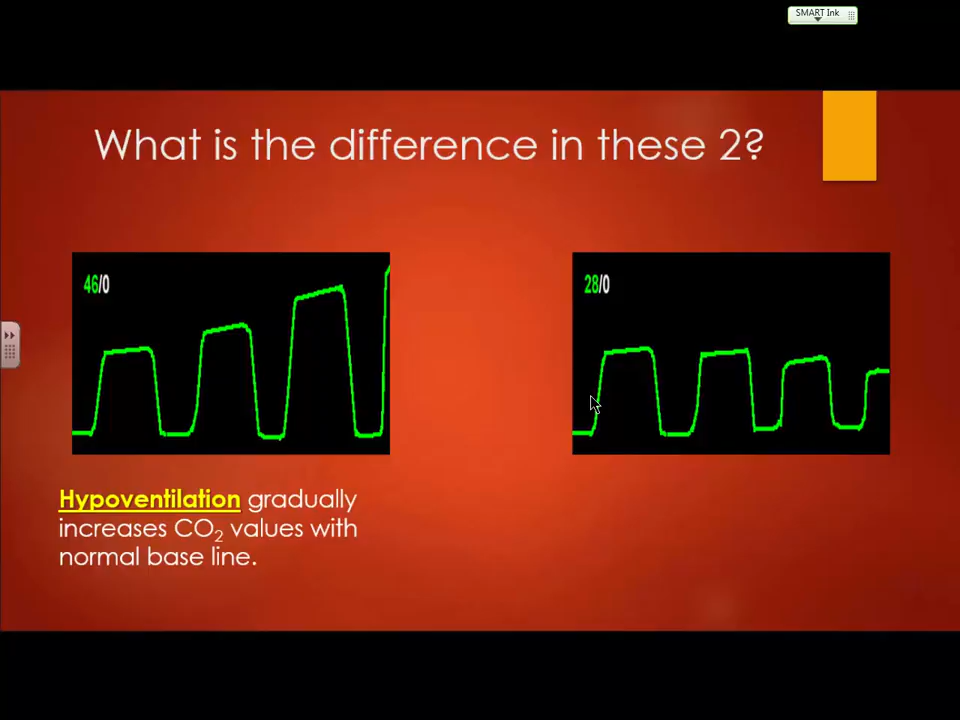 SMART Ink
What is the difference in these 2?
46/0
28/0
Hypoventilation gradually
increases CO₂ values with
normal base line.